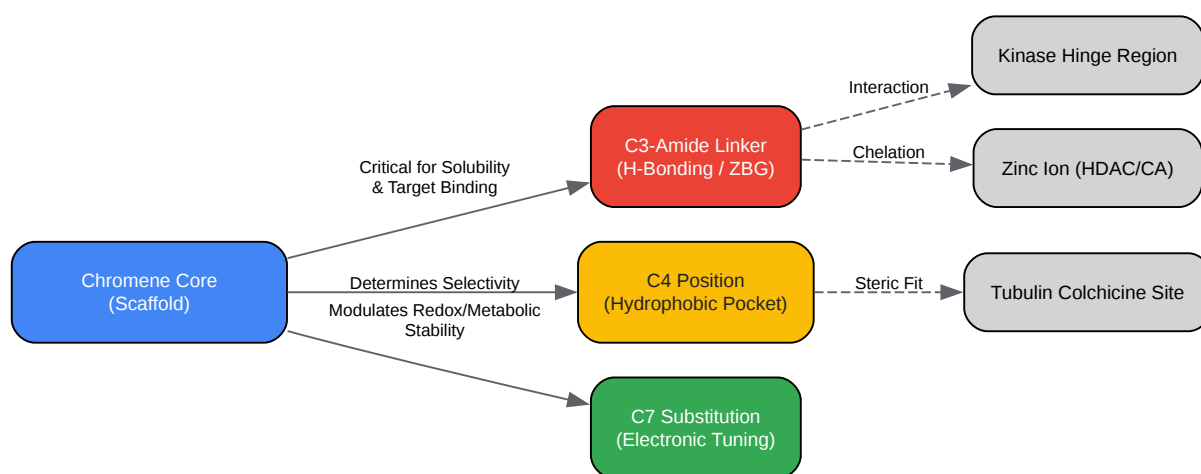 Chromene Core
(Scaffold)
Critical for Solubility
& Target Binding
C3-Amide Linker
(H-Bonding / ZBG)
Interaction
Kinase Hinge Region
Chelation
Zinc Ion (HDAC/CA)
Determines Selectivity
C4 Position
(Hydrophobic Pocket)
Steric Fit
Tubulin Colchicine Site
Modulates Redox/Metabolic
Stability
C7 Substitution
(Electronic Tuning)